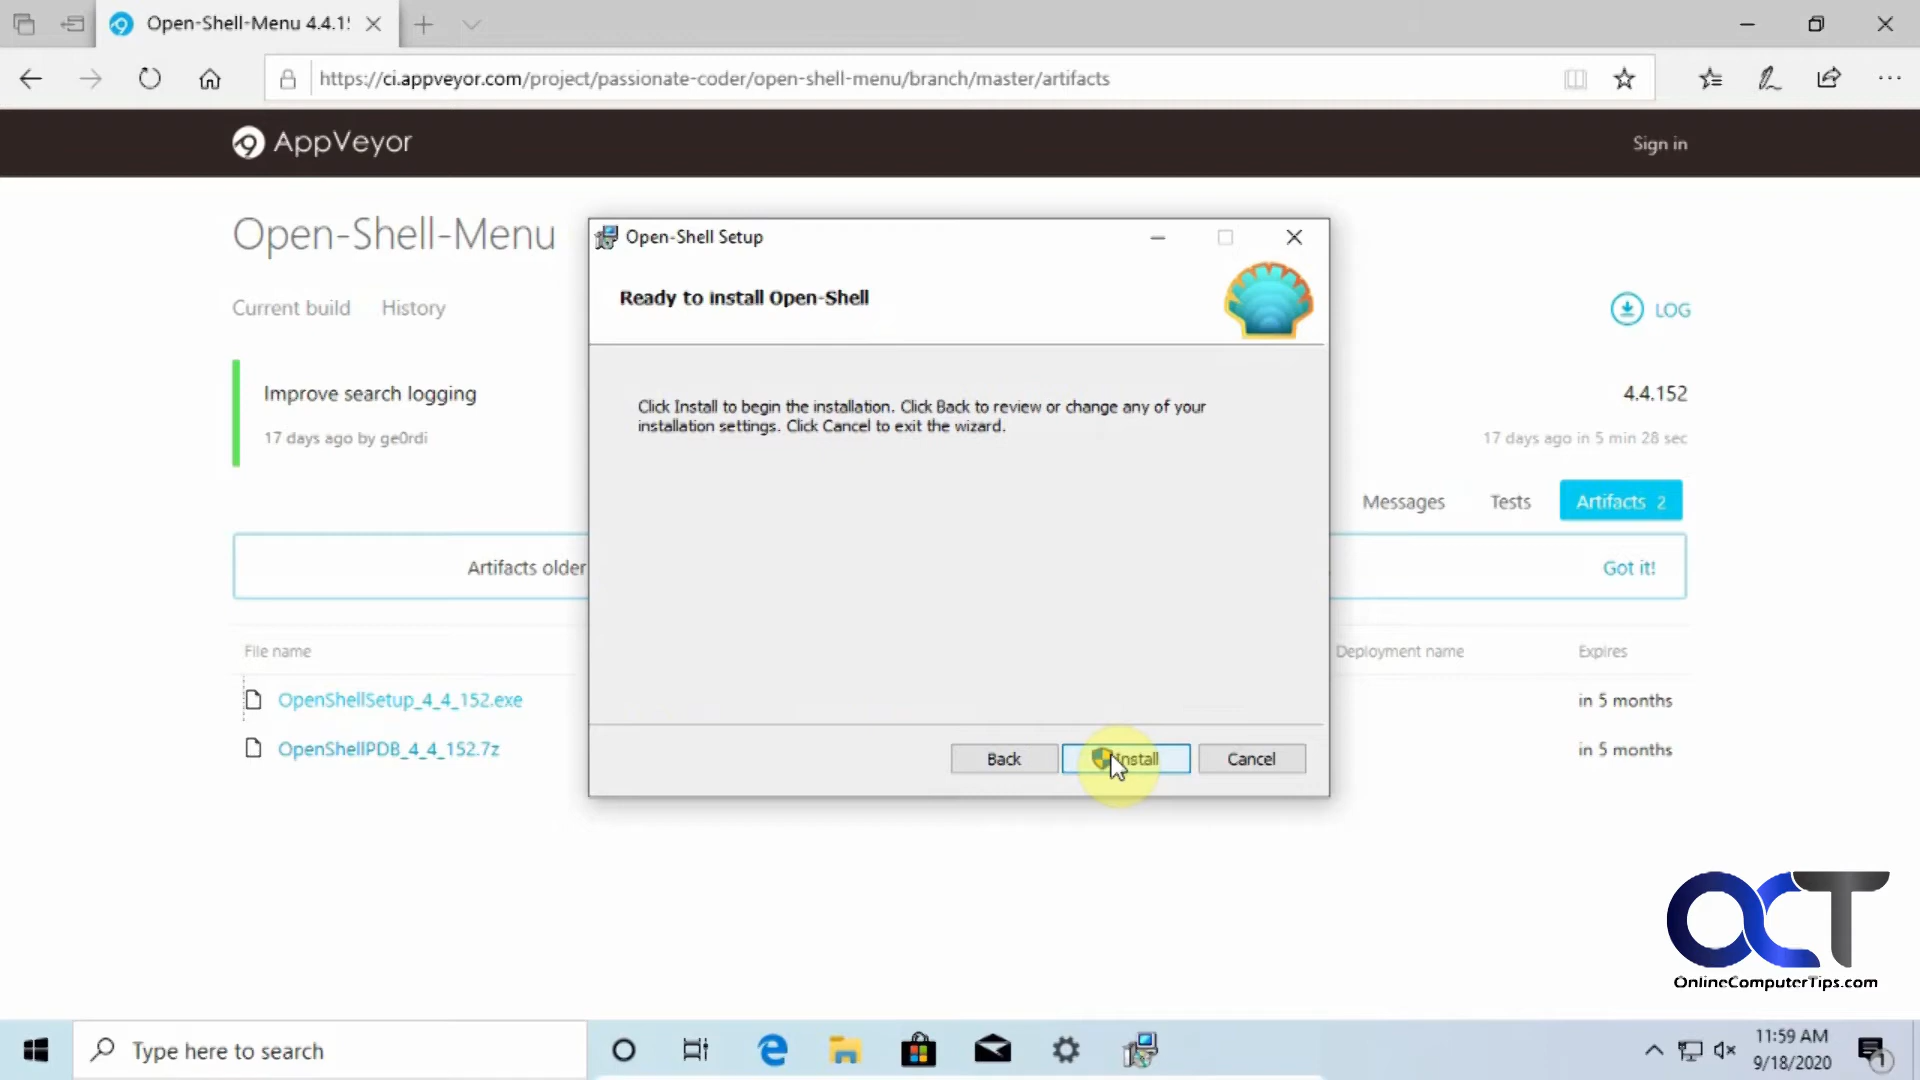 Open-Shell-Menu 4.4.15
https://ci.appveyor.com/project/passionate-coder/open-shell-menu/branch/master/artifacts
AppVeyor
Sign in
Open-Shell-Menu
Current build History
LOG
Improve search logging
17 days ago by ge0rdi
4.4.152
17 days ago in 5 min 28 sec
Messages Tests Artifacts 2
Artifacts older
Got it!
File name Deployment name Expires
OpenShellSetup_4_4_152.exe in 5 months
OpenShellPDB_4_4_152.7z in 5 months
Open-Shell Setup
Ready to install Open-Shell
Click Install to begin the installation. Click Back to review or change any of your
installation settings. Click Cancel to exit the wizard.
Back Install Cancel
OCT
OnlineComputerTips.com
Type here to search
11:59 AM
9/18/2020
1